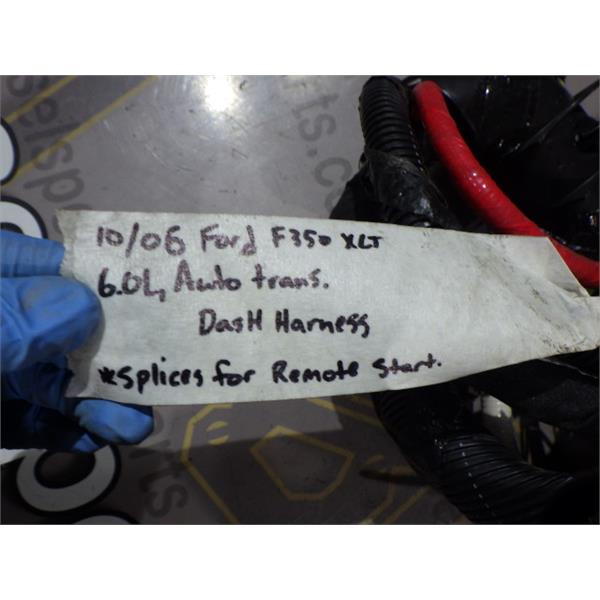 10/06 Ford F350 XLT
6.0L, Auto trans.
Dash Harness
*Splices for Remote Start.